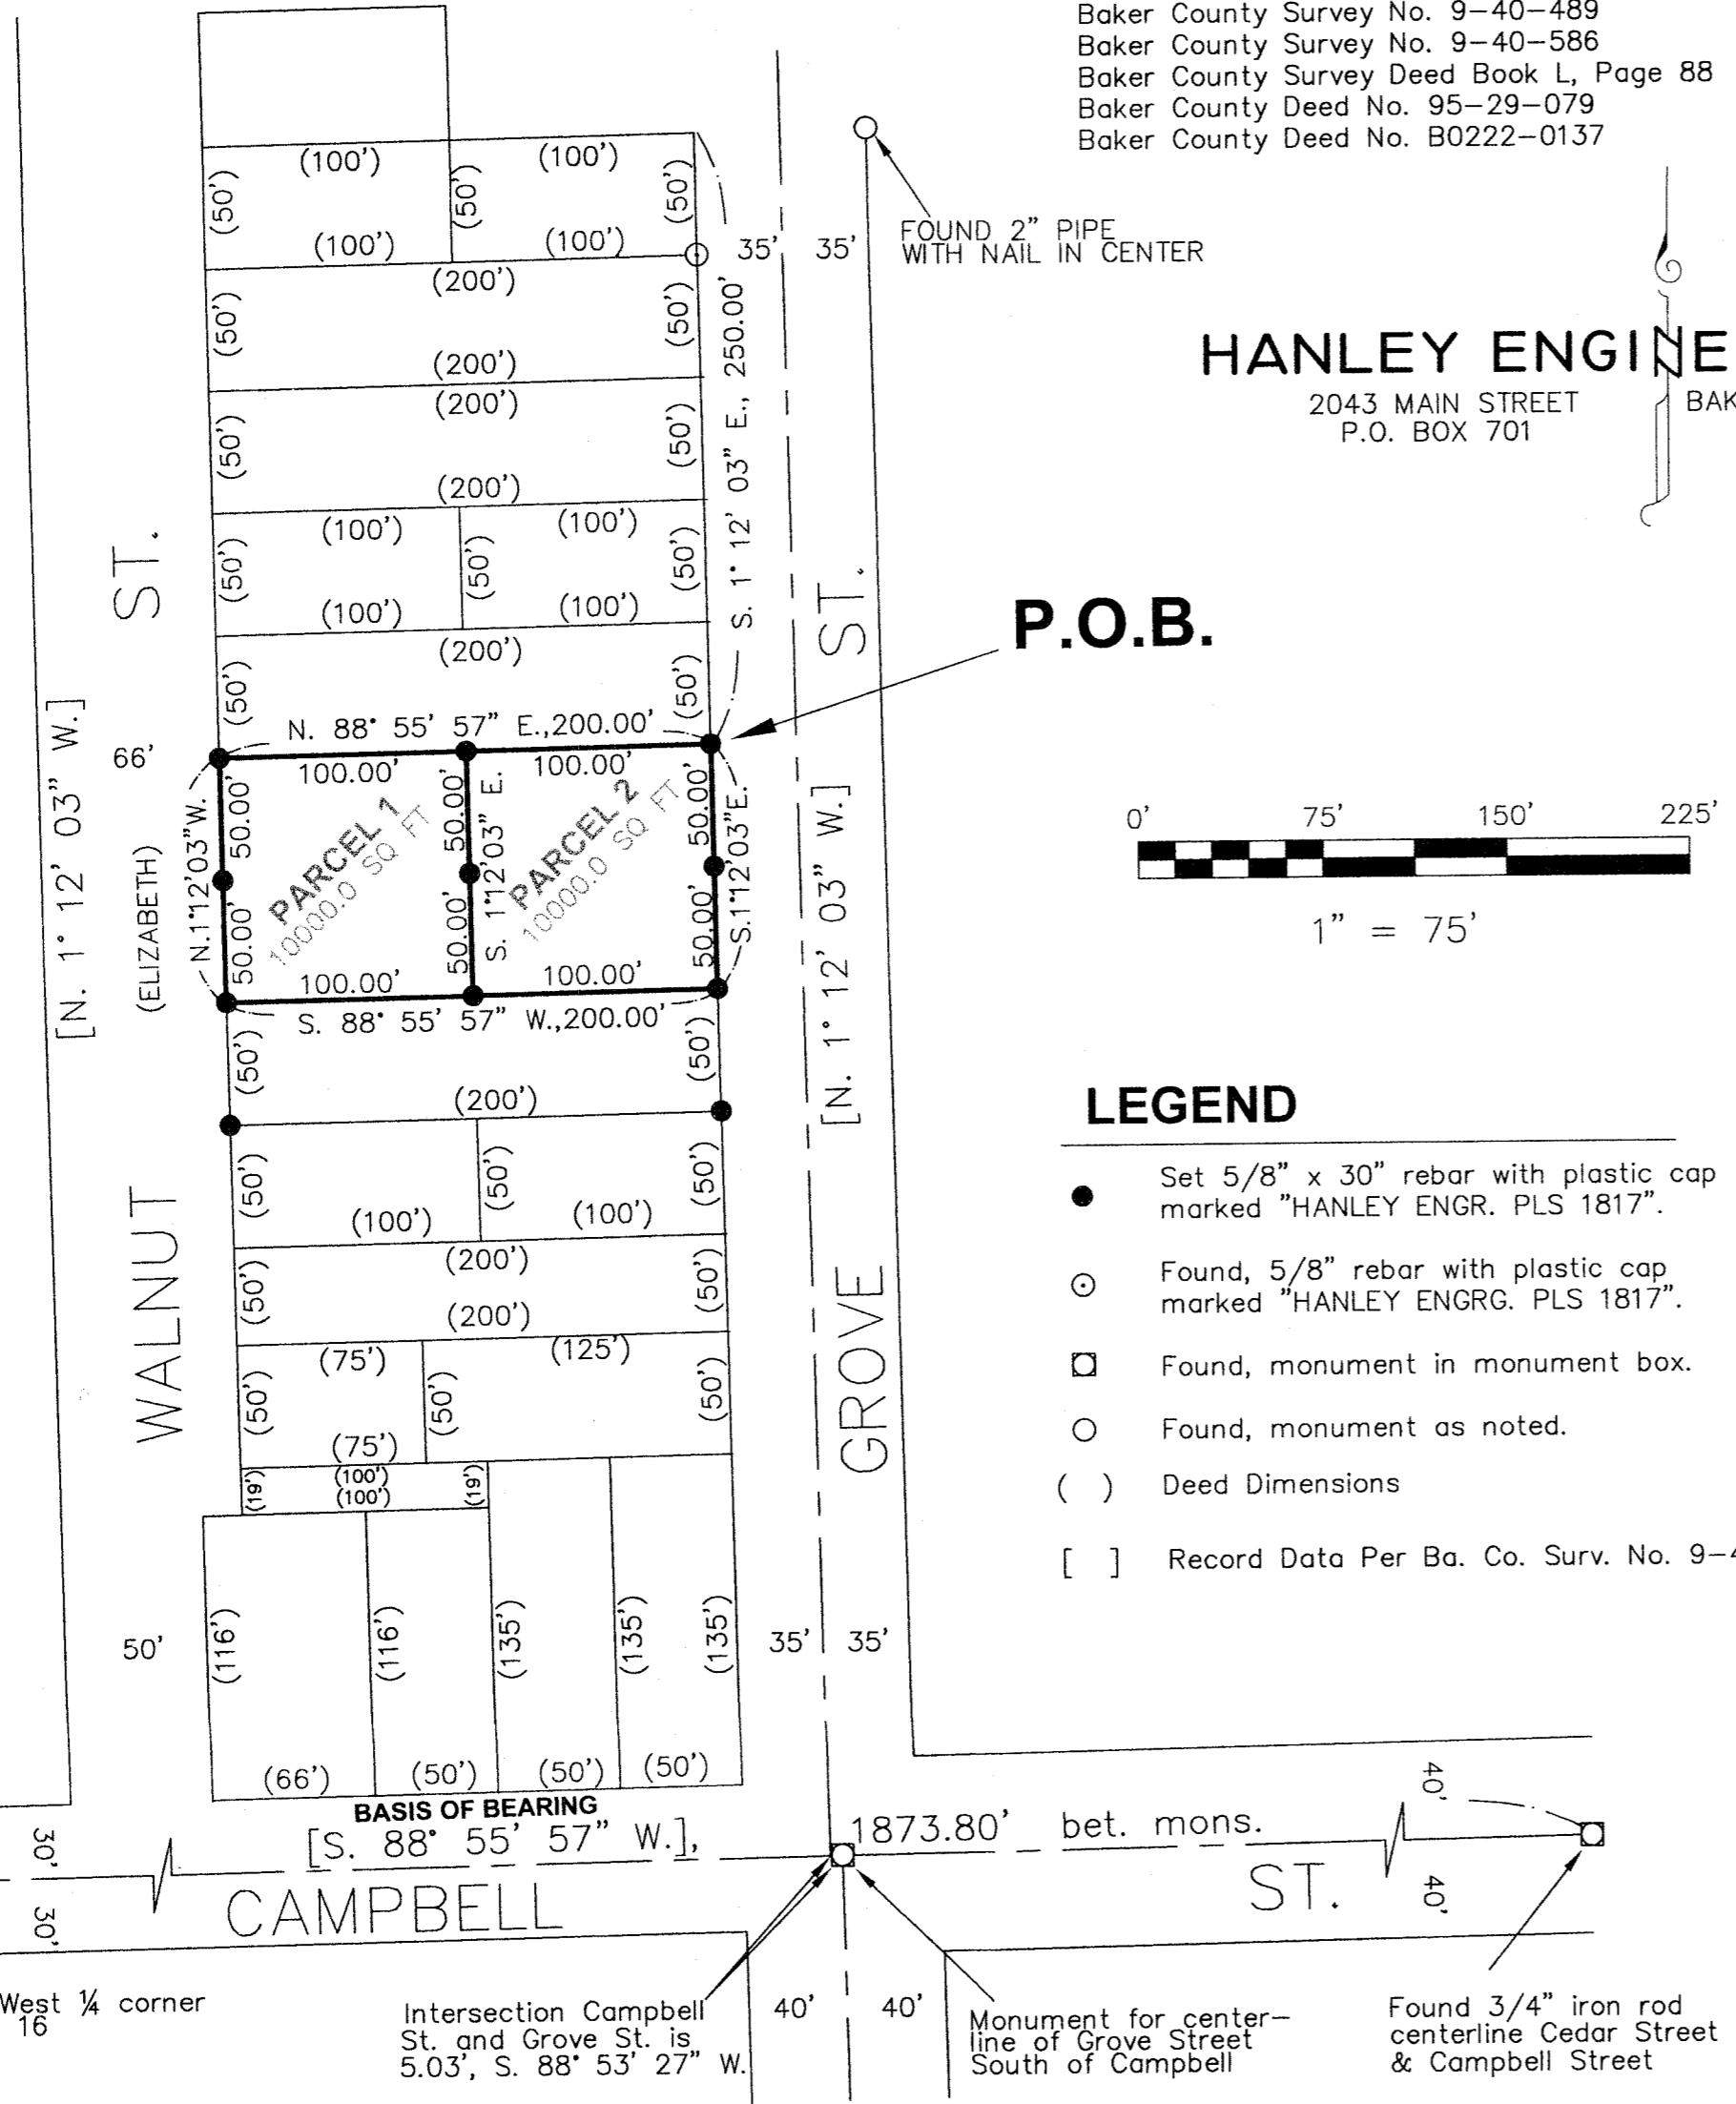 Baker County Survey No. 9-40-489
Baker County Survey No. 9-40-586
Baker County Survey Deed Book L, Page 88
Baker County Deed No. 95-29-079
Baker County Deed No. B0222-0137
(100')
(100')
(50')
(50')
(50')
(100')
(100')
35'
35'
FOUND 2" PIPE
WITH NAIL IN CENTER
(200')
(50')
(50')
(200')
S. 1° 12' 03" E., 250.00'
HANLEY ENGINE
2043 MAIN STREET
BAK
P.O. BOX 701
N
(200')
(50')
(50')
(200')
(100')
(100')
(50')
(50')
(50')
(100')
(100')
ST.
ST.
P.O.B.
(200')
(50')
(50')
N. 88° 55' 57" E.,200.00'
66'
[N. 1° 12' 03" W.]
100.00'
100.00'
N.1°12'03"W.
50.00'
50.00'
PARCEL 1
10000.0 SQ FT
50.00'
50.00'
S. 1°12'03" E.
PARCEL 2
10000.0 SQ FT
50.00'
50.00'
S.1°12'03"E.
(ELIZABETH)
100.00'
100.00'
S. 88° 55' 57" W.,200.00'
[N. 1° 12' 03" W.]
0'
75'
150'
225'
1" = 75'
(50')
(50')
(200')
LEGEND
Set 5/8" x 30" rebar with plastic cap
marked "HANLEY ENGR. PLS 1817".
Found, 5/8" rebar with plastic cap
marked "HANLEY ENGRG. PLS 1817".
Found, monument in monument box.
Found, monument as noted.
( ) Deed Dimensions
[ ] Record Data Per Ba. Co. Surv. No. 9-4
(50')
(50')
(50')
(100')
(100')
WALNUT
GROVE
(200')
(50')
(50')
(200')
(75')
(125')
(50')
(50')
(50')
(75')
(19')
(100')
(100')
(19')
50'
(116')
(116')
(135')
(135')
(135')
35'
35'
(66')
(50')
(50')
(50')
BASIS OF BEARING
[S. 88° 55' 57" W.],
1873.80' bet. mons.
30'
30'
40'
40'
CAMPBELL
ST.
West ¼ corner
16
Intersection Campbell
St. and Grove St. is
5.03', S. 88° 53' 27" W.
40'
40'
Monument for center-
line of Grove Street
South of Campbell
Found 3/4" iron rod
centerline Cedar Street
& Campbell Street